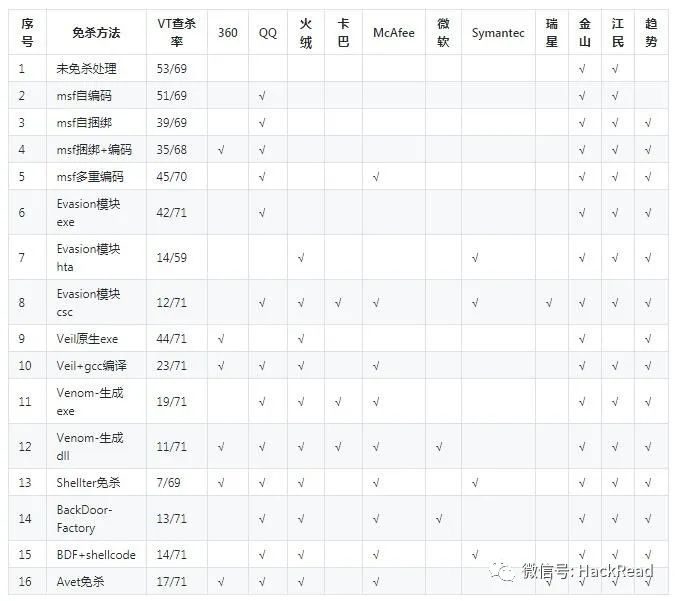 序号 免杀方法 VT查杀率 360 QQ 火绒 卡巴 McAfee 微软 Symantec 瑞星 金山 江民 趋势
1 未免杀处理 53/69 √ √
2 msf自编码 51/69 √ √ √
3 msf自捆绑 39/69 √ √ √ √
4 msf捆绑+编码 35/68 √ √ √ √ √
5 msf多重编码 45/70 √ √ √ √ √
6 Evasion模块exe 42/71 √ √ √ √
7 Evasion模块hta 14/59 √ √ √ √ √
8 Evasion模块csc 12/71 √ √ √ √ √ √ √ √ √
9 Veil原生exe 44/71 √ √ √ √
10 Veil+gcc编译 23/71 √ √ √ √ √ √ √
11 Venom-生成exe 19/71 √ √ √ √ √ √ √
12 Venom-生成dll 11/71 √ √ √ √ √ √ √ √ √
13 Shellter免杀 7/69 √ √ √ √ √ √ √ √
14 BackDoor-Factory 13/71 √ √ √ √ √ √ √
15 BDF+shellcode 14/71 √ √ √ √ √ √ √
16 Avet免杀 17/71 √ √ √ √ √ √ √ √
微信号: HackRead